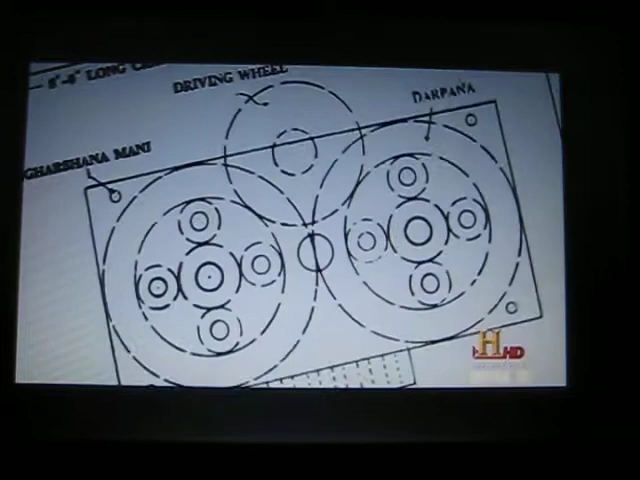 8'-8" LONG
DRIVING WHEEL
DARPANA
GHARSHANA MANI
H HD